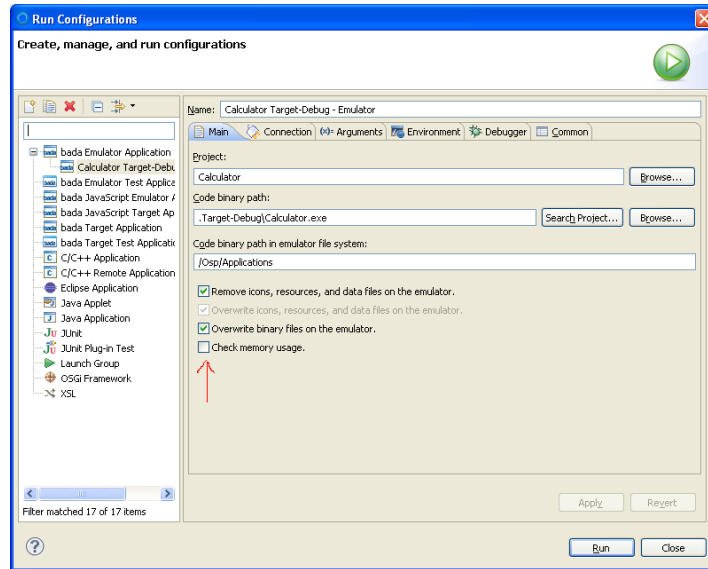 Run Configurations
Create, manage, and run configurations
Name: Calculator Target-Debug - Emulator
Main Connection (x)= Arguments Environment Debugger Common
bada Emulator Application
Calculator Target-Debu
bada Emulator Test Applica
bada JavaScript Emulator A
bada JavaScript Target Ap
bada Target Application
bada Target Test Applicatio
C/C++ Application
C/C++ Remote Application
Eclipse Application
Java Applet
Java Application
Ju JUnit
JUnit Plug-in Test
Launch Group
OSGi Framework
XSL
Filter matched 17 of 17 items
Project:
Calculator
Browse...
Code binary path:
.Target-Debug\Calculator.exe
Search Project...
Browse...
Code binary path in emulator file system:
/Osp/Applications
Remove icons, resources, and data files on the emulator.
Overwrite icons, resources, and data files on the emulator.
Overwrite binary files on the emulator.
Check memory usage.
Apply
Revert
?
Run
Close